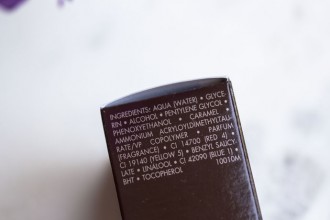 INGREDIENTS: AQUA (WATER) • GLYCE-
RIN • ALCOHOL • PENTYLENE GLYCOL •
PHENOXYETHANOL • CARAMEL •
AMMONIUM ACRYLOYLDIMETHYLTAU-
RATE/VP COPOLYMER • PARFUM
(FRAGRANCE) • CI 14700 (RED 4) •
CI 19140 (YELLOW 5) • BENZYL SALICY-
LATE • LINALOOL • CI 42090 (BLUE 1) •
BHT • TOCOPHEROL 10010M